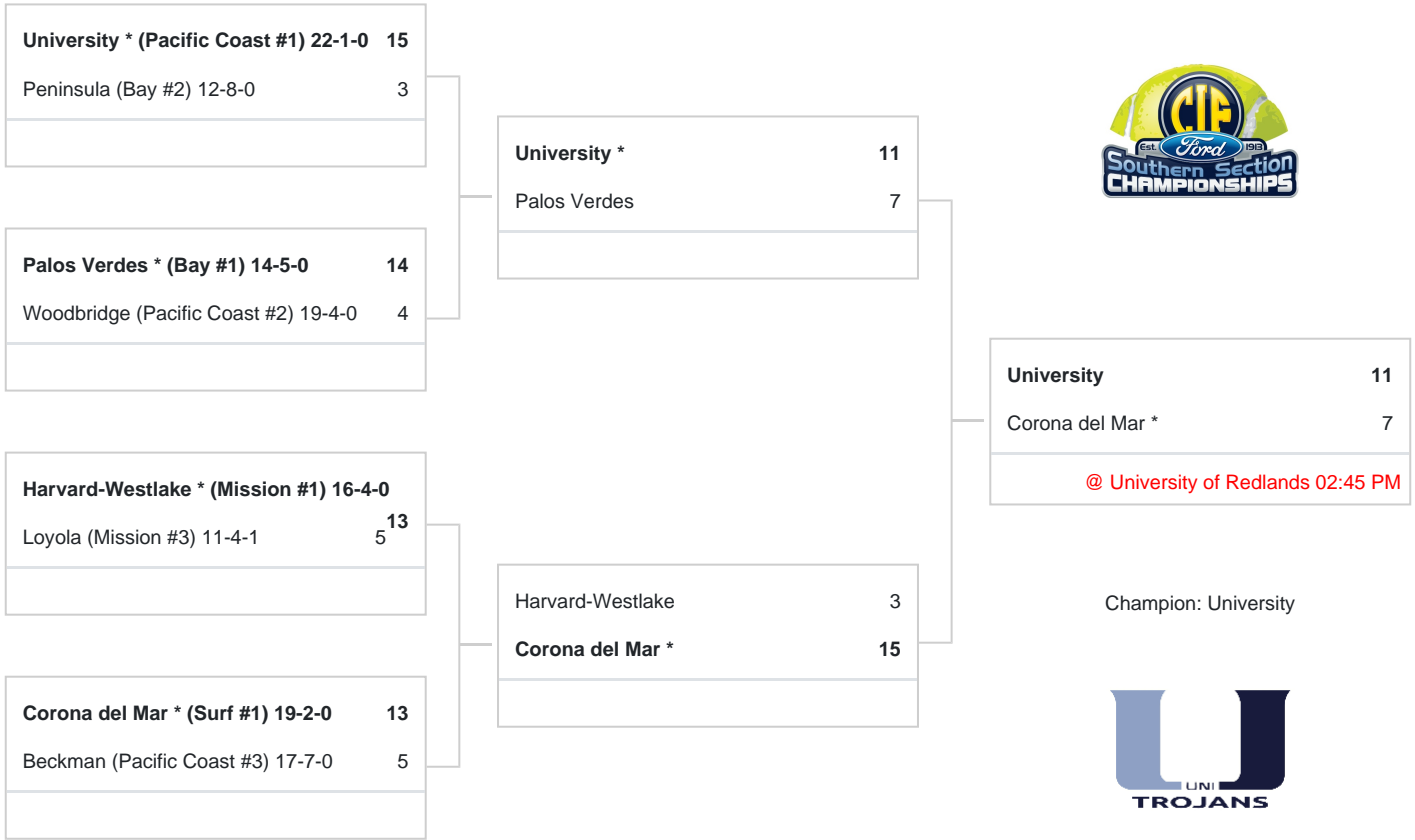 University * (Pacific Coast #1) 22-1-0 15
Peninsula (Bay #2) 12-8-0 3
Palos Verdes * (Bay #1) 14-5-0 14
Woodbridge (Pacific Coast #2) 19-4-0 4
Harvard-Westlake * (Mission #1) 16-4-0
13
Loyola (Mission #3) 11-4-1 5
Corona del Mar * (Surf #1) 19-2-0 13
Beckman (Pacific Coast #3) 17-7-0 5
University * 11
Palos Verdes 7
Harvard-Westlake 3
Corona del Mar * 15
CIF
Est. Ford 1913
Southern Section
CHAMPIONSHIPS
University 11
Corona del Mar * 7
@ University of Redlands 02:45 PM
Champion: University
U
UNI
TROJANS